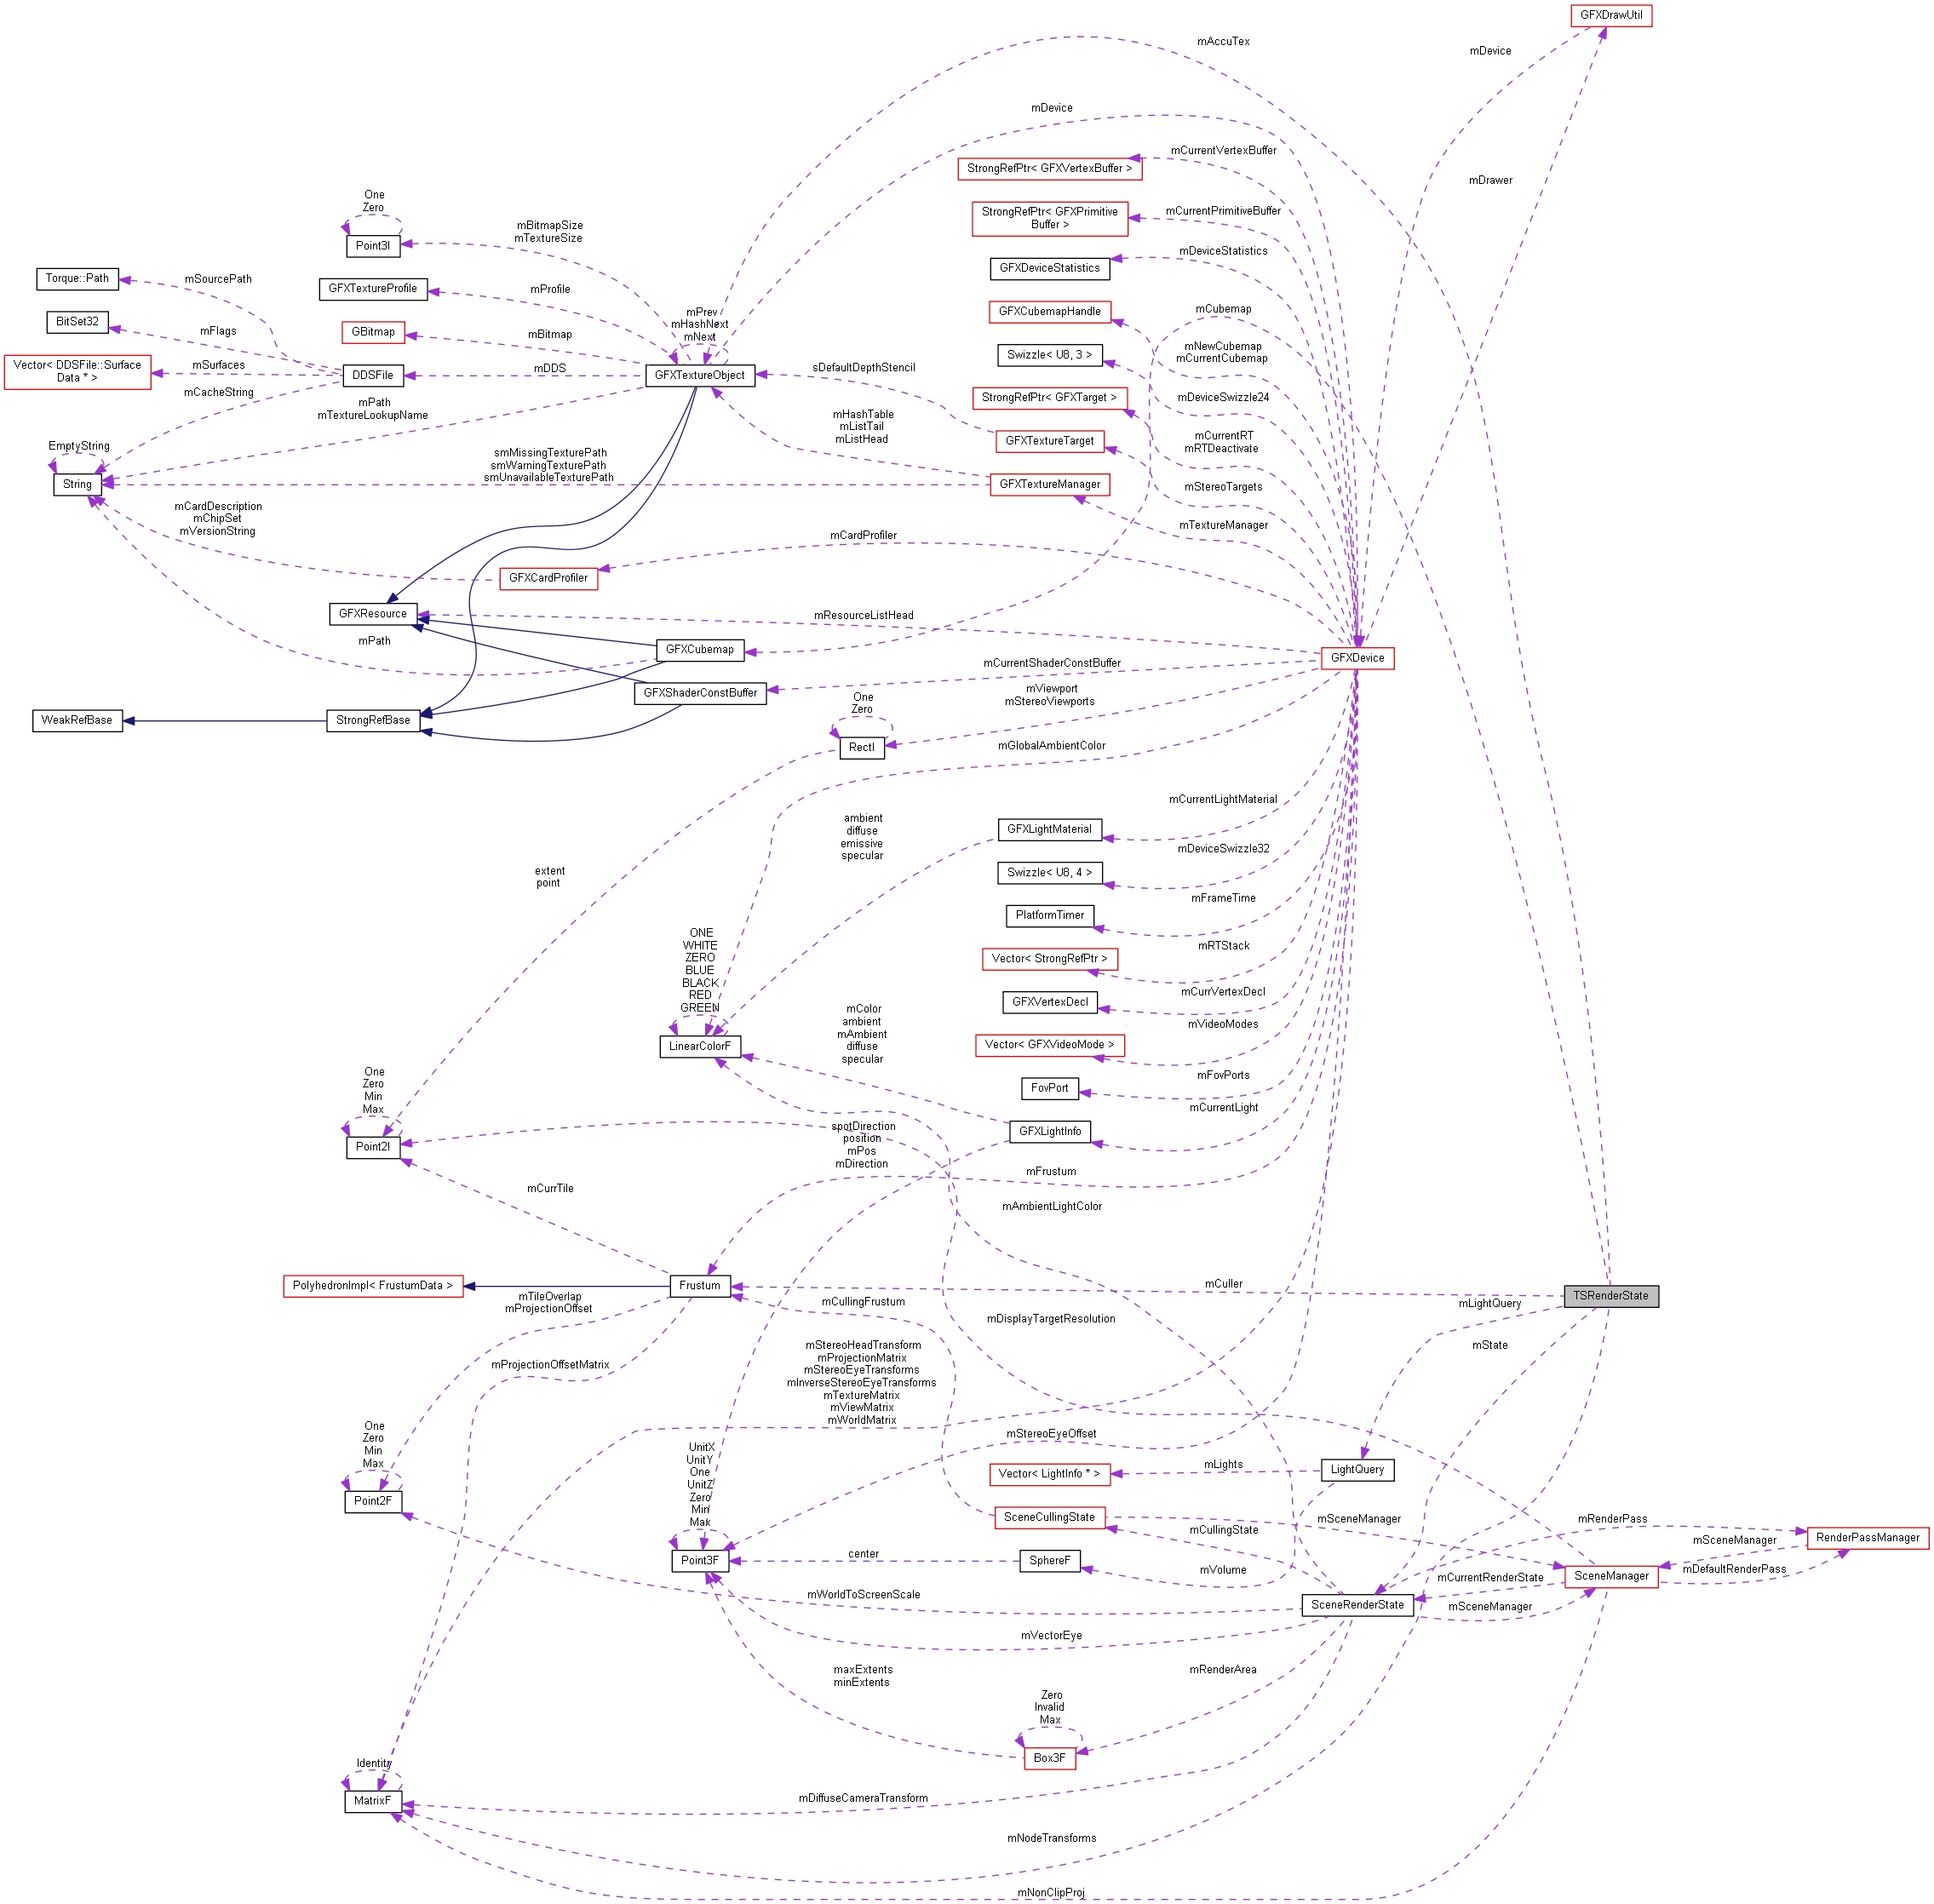 GFXDrawUtil
mAccuTex
mDevice
mDevice
mDrawer
mCurrentVertexBuffer
StrongRefPtr< GFXVertexBuffer >
One
Zero
Point3I
mBitmapSize
mTextureSize
StrongRefPtr< GFXPrimitive
Buffer >
mCurrentPrimitiveBuffer
mDeviceStatistics
GFXDeviceStatistics
Torque::Path
mSourcePath
GFXTextureProfile
mProfile
mPrev
mHashNext
mNext
GFXCubemapHandle
mCubemap
BitSet32
mFlags
GBitmap
mBitmap
mNewCubemap
mCurrentCubemap
Swizzle< U8, 3 >
Vector< DDSFile::Surface
Data * >
mSurfaces
DDSFile
mDDS
GFXTextureObject
sDefaultDepthStencil
mCacheString
mPath
mTextureLookupName
mDeviceSwizzle24
StrongRefPtr< GFXTarget >
mHashTable
mListTail
mListHead
mCurrentRT
mRTDeactivate
GFXTextureTarget
EmptyString
String
smMissingTexturePath
smWarningTexturePath
smUnavailableTexturePath
GFXTextureManager
mStereoTargets
mTextureManager
mCardDescription
mChipSet
mVersionString
mCardProfiler
GFXCardProfiler
GFXResource
mResourceListHead
mPath
GFXCubemap
GFXDevice
mCurrentShaderConstBuffer
GFXShaderConstBuffer
mViewport
mStereoViewports
One
Zero
WeakRefBase
StrongRefBase
RectI
mGlobalAmbientColor
mCurrentLightMaterial
ambient
diffuse
emissive
specular
GFXLightMaterial
mDeviceSwizzle32
Swizzle< U8, 4 >
extent
point
mFrameTime
PlatformTimer
ONE
WHITE
ZERO
BLUE
BLACK
RED
GREEN
mRTStack
Vector< StrongRefPtr >
mCurrVertexDecl
GFXVertexDecl
mColor
ambient
mAmbient
diffuse
specular
LinearColorF
mVideoModes
Vector< GFXVideoMode >
mFovPorts
FovPort
One
Zero
Min
Max
Point2I
mCurrentLight
GFXLightInfo
spotDirection
position
mPos
mDirection
mFrustum
mCurrTile
mAmbientLightColor
PolyhedronImpl< FrustumData >
Frustum
mCuller
TSRenderState
mTileOverlap
mProjectionOffset
mCullingFrustum
mLightQuery
mDisplayTargetResolution
mState
mProjectionOffsetMatrix
mStereoHeadTransform
mProjectionMatrix
mStereoEyeTransforms
mInverseStereoEyeTransforms
mTextureMatrix
mViewMatrix
mWorldMatrix
One
Zero
Min
Max
Point2F
mStereoEyeOffset
UnitX
UnitY
One
UnitZ
Zero
Min
Max
Point3F
Vector< LightInfo * >
mLights
LightQuery
SceneCullingState
mSceneManager
mCullingState
mRenderPass
RenderPassManager
mSceneManager
center
SphereF
mVolume
mCurrentRenderState
SceneManager
mDefaultRenderPass
mWorldToScreenScale
SceneRenderState
mSceneManager
mVectorEye
maxExtents
minExtents
mRenderArea
Zero
Invalid
Max
Box3F
Identity
MatrixF
mDiffuseCameraTransform
mNodeTransforms
mNonClipProj